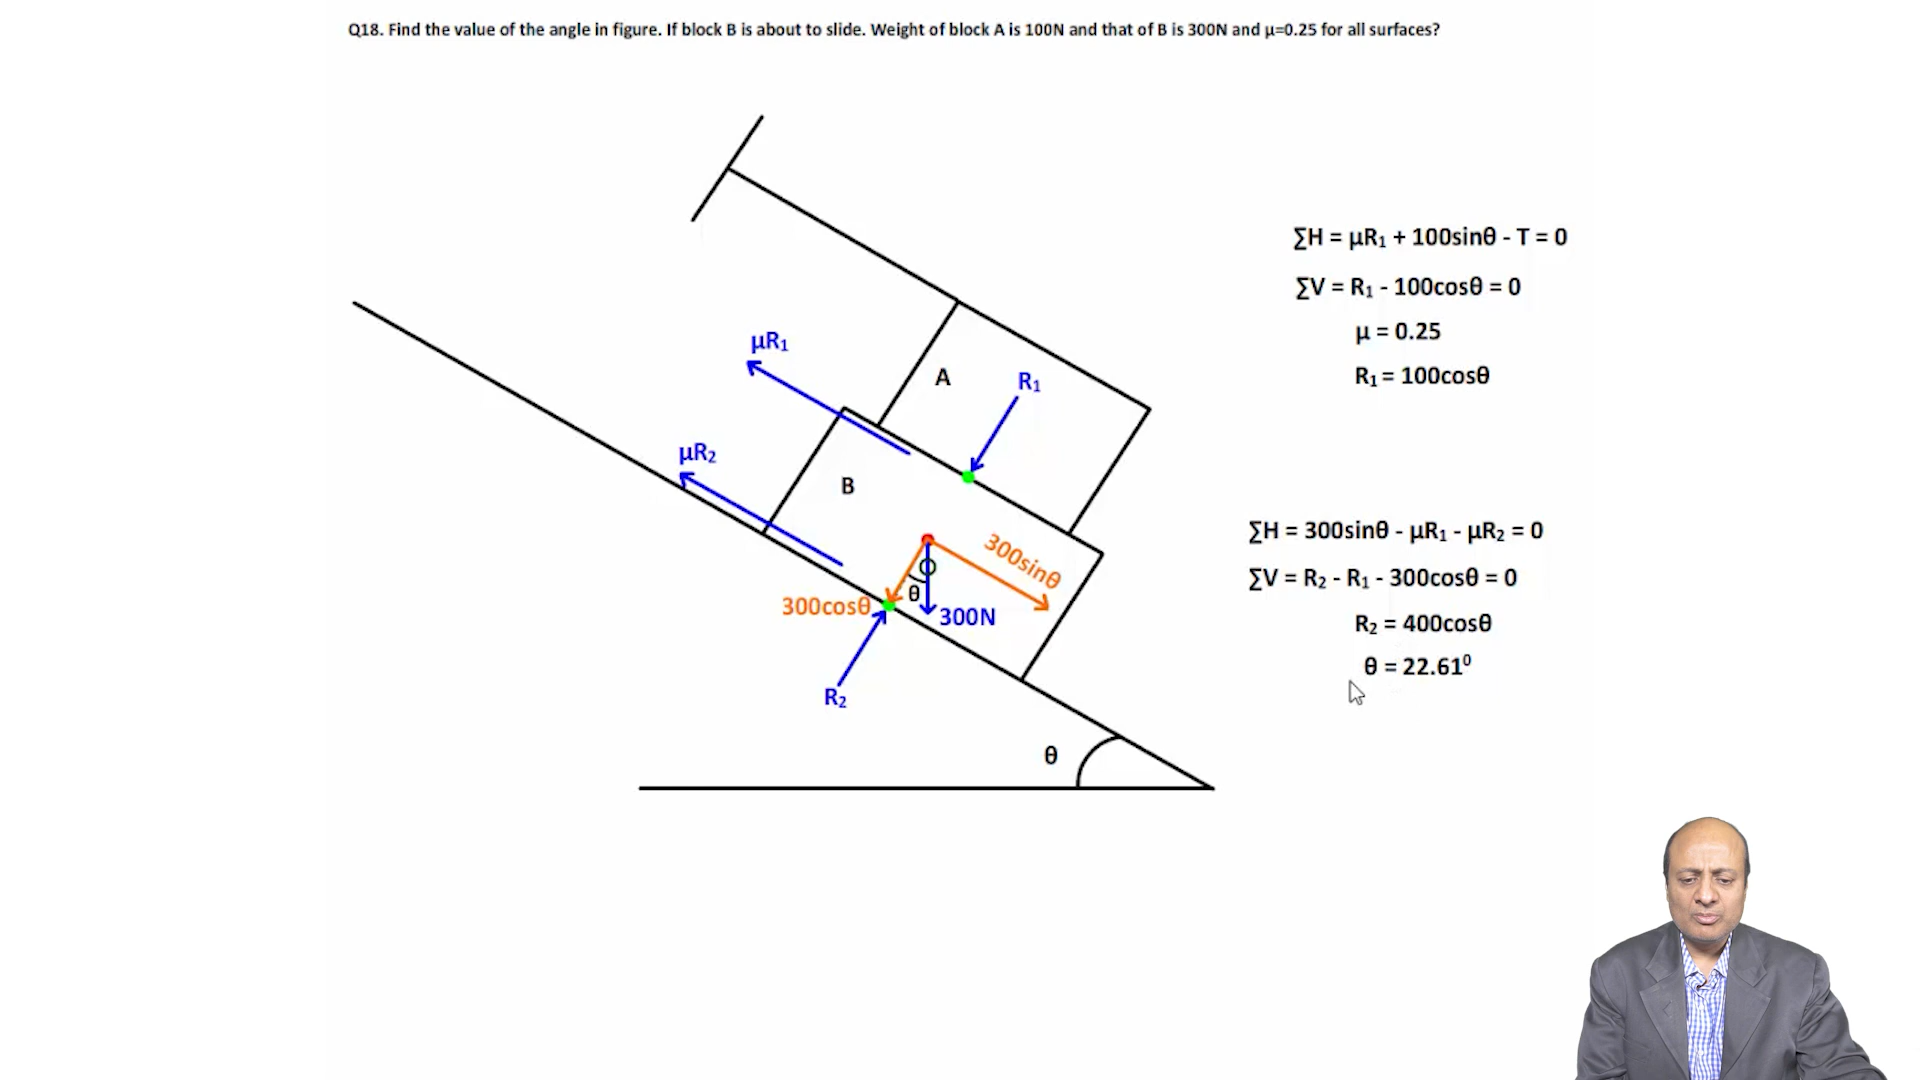 Q18. Find the value of the angle in figure. If block B is about to slide. Weight of block A is 100N and that of B is 300N and μ=0.25 for all surfaces?
∑H = μR₁ + 100sinθ - T = 0
∑V = R₁ - 100cosθ = 0
μ = 0.25
R₁ = 100cosθ
μR₁
A
R₁
μR₂
B
300sinθ
θ
300cosθ
300N
R₂
θ
∑H = 300sinθ - μR₁ - μR₂ = 0
∑V = R₂ - R₁ - 300cosθ = 0
R₂ = 400cosθ
θ = 22.61⁰